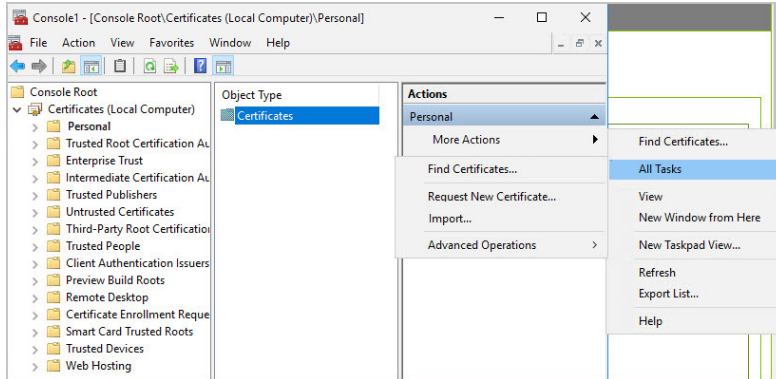 Console1 - [Console Root\Certificates (Local Computer)\Personal]
File Action View Favorites Window Help
Console Root
Certificates (Local Computer)
Personal
Trusted Root Certification Au
Enterprise Trust
Intermediate Certification Au
Trusted Publishers
Untrusted Certificates
Third-Party Root Certification
Trusted People
Client Authentication Issuers
Preview Build Roots
Remote Desktop
Certificate Enrollment Reque
Smart Card Trusted Roots
Trusted Devices
Web Hosting
Object Type
Certificates
Actions
Personal
More Actions
Find Certificates...
Request New Certificate...
Import...
Advanced Operations
Find Certificates...
All Tasks
View
New Window from Here
New Taskpad View...
Refresh
Export List...
Help